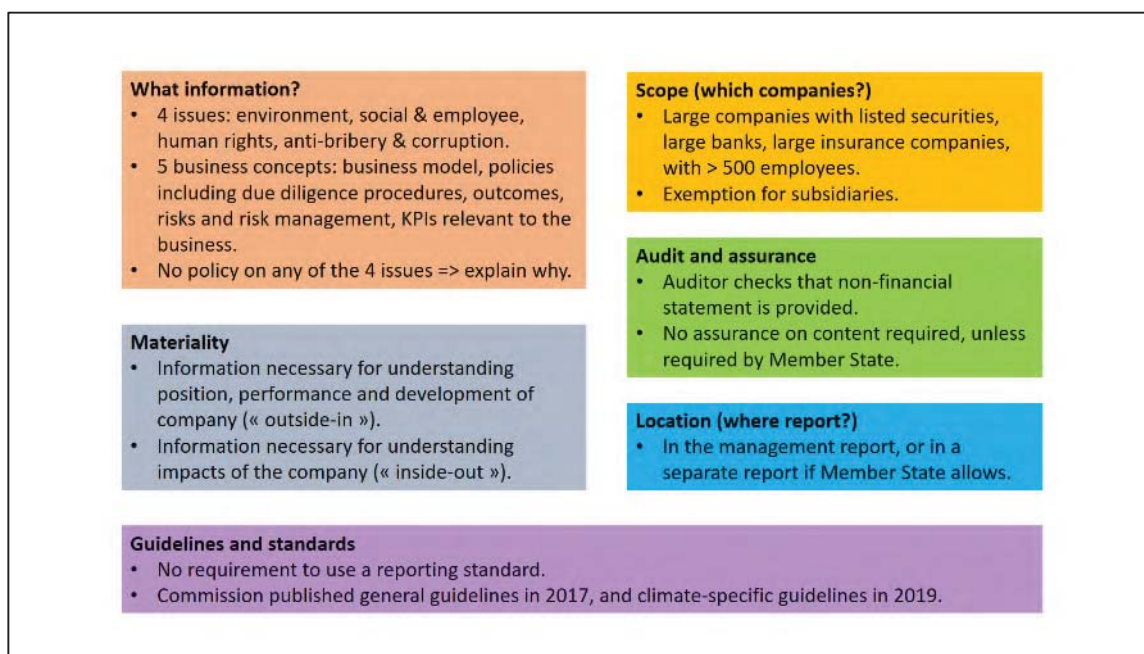 What information?
• 4 issues: environment, social & employee,
human rights, anti-bribery & corruption.
• 5 business concepts: business model, policies
including due diligence procedures, outcomes,
risks and risk management, KPIs relevant to the
business.
• No policy on any of the 4 issues => explain why.
Materiality
• Information necessary for understanding
position, performance and development of
company (« outside-in »).
• Information necessary for understanding
impacts of the company (« inside-out »).
Scope (which companies?)
• Large companies with listed securities,
large banks, large insurance companies,
with > 500 employees.
• Exemption for subsidiaries.
Audit and assurance
• Auditor checks that non-financial
statement is provided.
• No assurance on content required, unless
required by Member State.
Location (where report?)
• In the management report, or in a
separate report if Member State allows.
Guidelines and standards
• No requirement to use a reporting standard.
• Commission published general guidelines in 2017, and climate-specific guidelines in 2019.